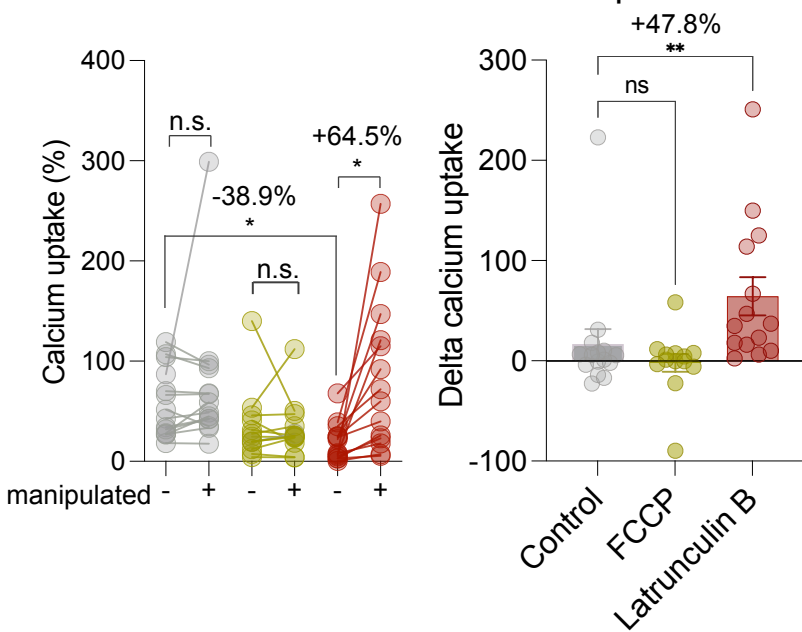 400
300
200
100
0
Calcium uptake (%)
n.s.
-38.9%
*
n.s.
+64.5%
*
manipulated - + - + - +
+47.8%
**
ns
300
200
100
0
-100
Delta calcium uptake
Control
FCCP
Latrunculin B